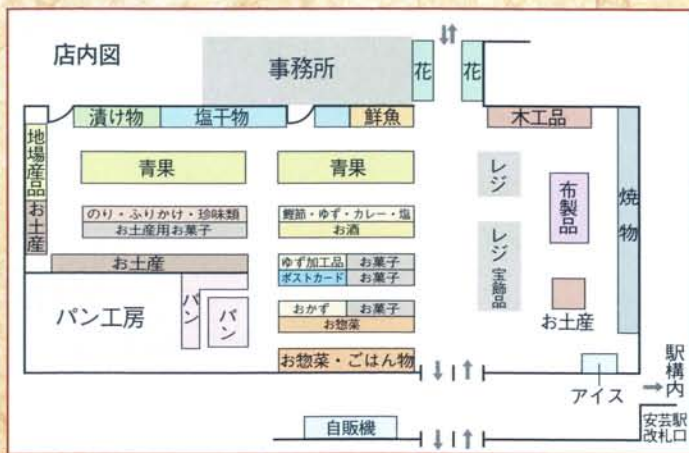 店内図
事務所
花
花
漬け物
塩干物
鮮魚
木工品
地場産品
お土産
青果
青果
レジ
布製品
焼物
のり・ふりかけ・珍味類
お土産用お菓子
鰹節・ゆず・カレー・塩
お酒
お土産
ゆず加工品
お菓子
ポストカード
お菓子
レジ
宝飾品
パン工房
パン
パン
おかず
お菓子
お惣菜
お土産
お惣菜・ごはん物
アイス
駅構内
自販機
安芸駅
改札口